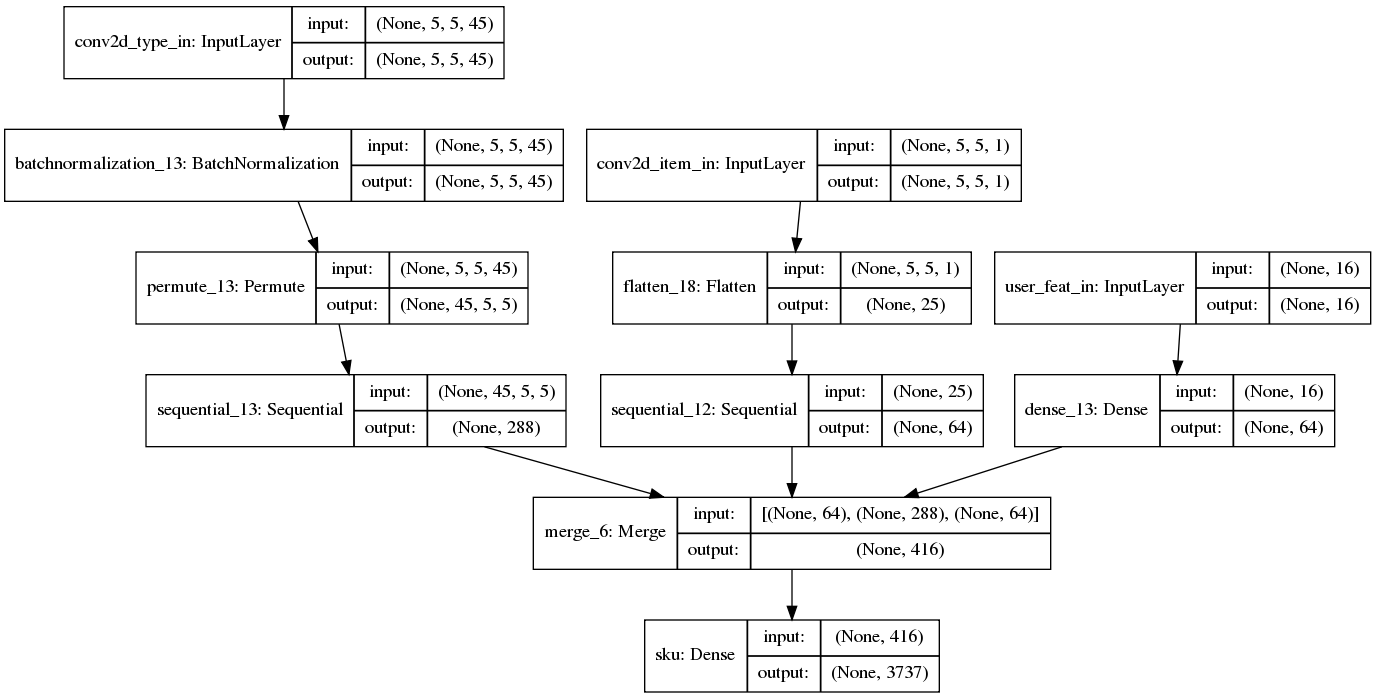 conv2d_type_in: InputLayer
input: (None, 5, 5, 45)
output: (None, 5, 5, 45)
batchnormalization_13: BatchNormalization
input: (None, 5, 5, 45)
output: (None, 5, 5, 45)
conv2d_item_in: InputLayer
input: (None, 5, 5, 1)
output: (None, 5, 5, 1)
permute_13: Permute
input: (None, 5, 5, 45)
output: (None, 45, 5, 5)
flatten_18: Flatten
input: (None, 5, 5, 1)
output: (None, 25)
user_feat_in: InputLayer
input: (None, 16)
output: (None, 16)
sequential_13: Sequential
input: (None, 45, 5, 5)
output: (None, 288)
sequential_12: Sequential
input: (None, 25)
output: (None, 64)
dense_13: Dense
input: (None, 16)
output: (None, 64)
merge_6: Merge
input: [(None, 64), (None, 288), (None, 64)]
output: (None, 416)
sku: Dense
input: (None, 416)
output: (None, 3737)